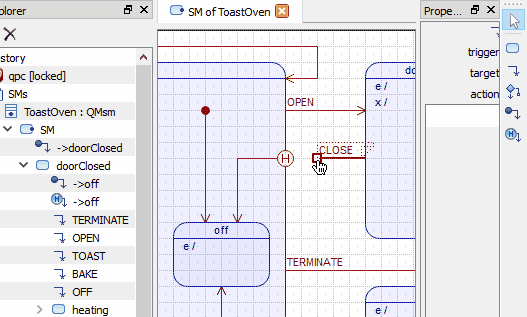 plorer
story
qpc [locked]
SMs
ToastOven : QMsm
SM
->doorClosed
doorClosed
->off
->off
TERMINATE
OPEN
TOAST
BAKE
OFF
heating
SM of ToastOven
OPEN
CLOSE
H
off
e /
TERMINATE
do
e /
x /
e /
Prope...
trigger
target
action